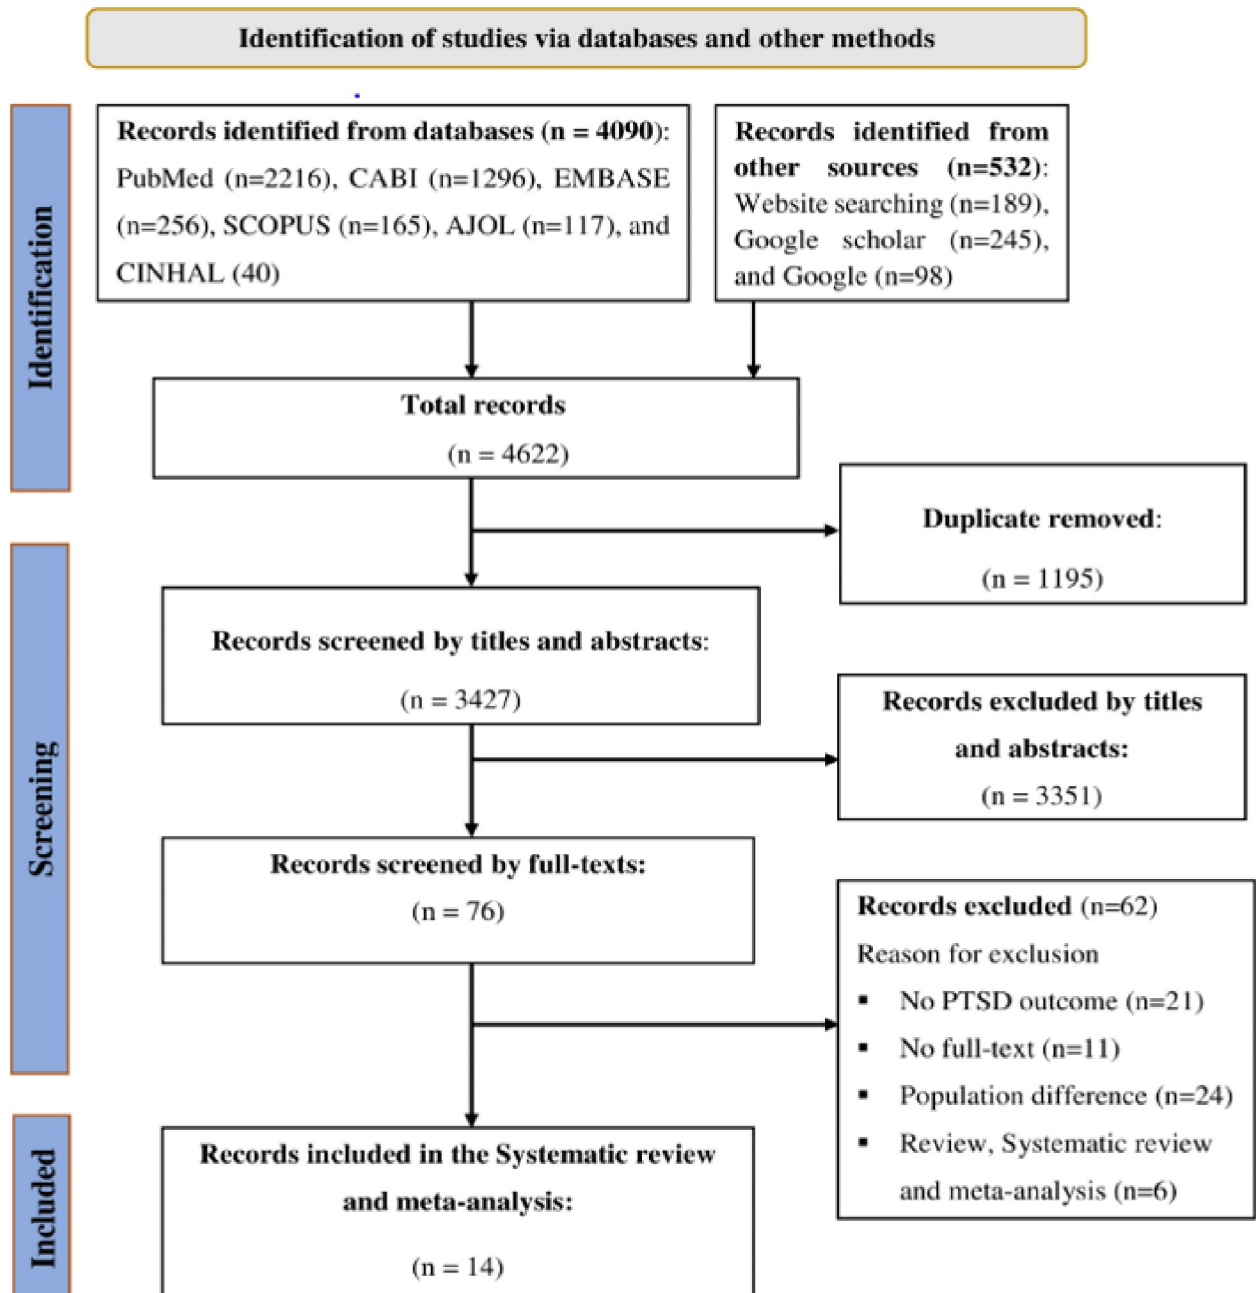 Identification of studies via databases and other methods
Identification
Records identified from databases (n = 4090):
PubMed (n=2216), CABI (n=1296), EMBASE
(n=256), SCOPUS (n=165), AJOL (n=117), and
CINHAL (40)
Records identified from
other sources (n=532):
Website searching (n=189),
Google scholar (n=245),
and Google (n=98)
Total records
(n = 4622)
Duplicate removed:
(n = 1195)
Screening
Records screened by titles and abstracts:
(n = 3427)
Records excluded by titles
and abstracts:
(n = 3351)
Records screened by full-texts:
(n = 76)
Records excluded (n=62)
Reason for exclusion
▪ No PTSD outcome (n=21)
▪ No full-text (n=11)
▪ Population difference (n=24)
▪ Review, Systematic review
and meta-analysis (n=6)
Included
Records included in the Systematic review
and meta-analysis:
(n = 14)